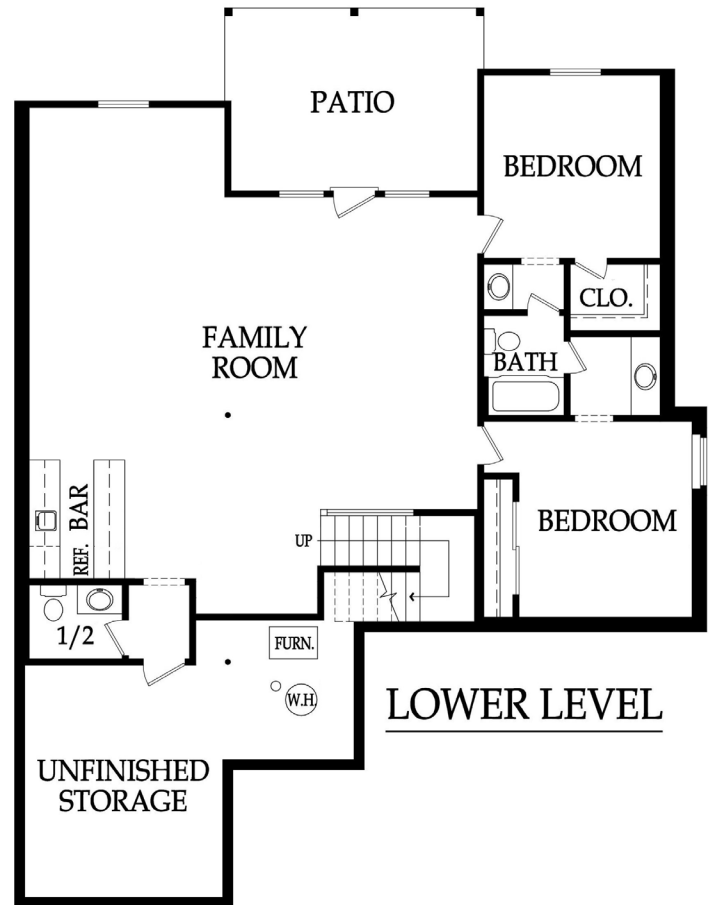 PATIO
BEDROOM
CLO.
FAMILY
ROOM
BATH
BAR
REF.
UP
BEDROOM
1/2
FURN.
W.H.
LOWER LEVEL
UNFINISHED
STORAGE